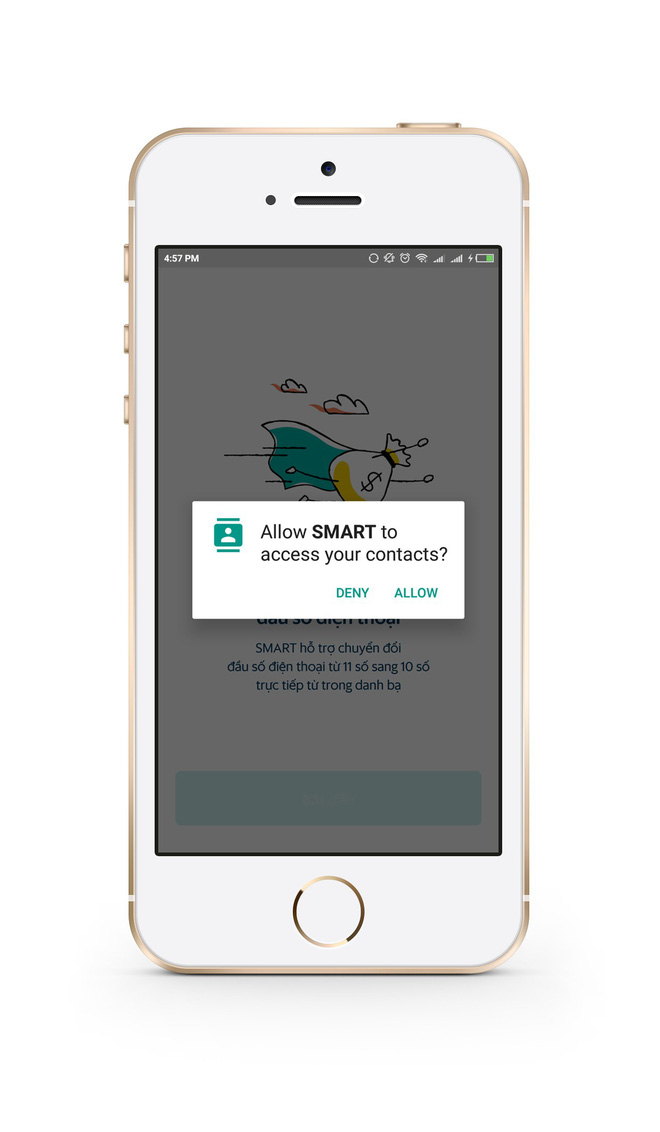 4:57 PM
Allow SMART to
access your contacts?
DENY ALLOW
đầu số điện thoại
SMART hỗ trợ chuyển đổi
đầu số điện thoại từ 11 số sang 10 số
trực tiếp từ trong danh bạ